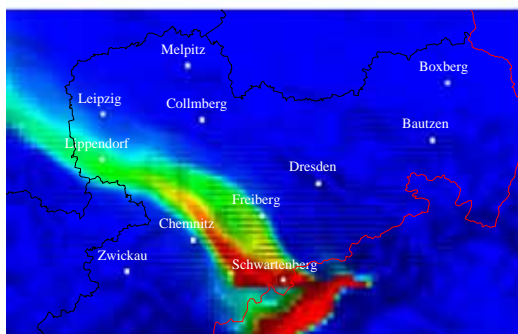 Melpitz
Boxberg
Leipzig
Collmberg
Bautzen
Lippendorf
Dresden
Freiberg
Chemnitz
Zwickau
Schwartenberg